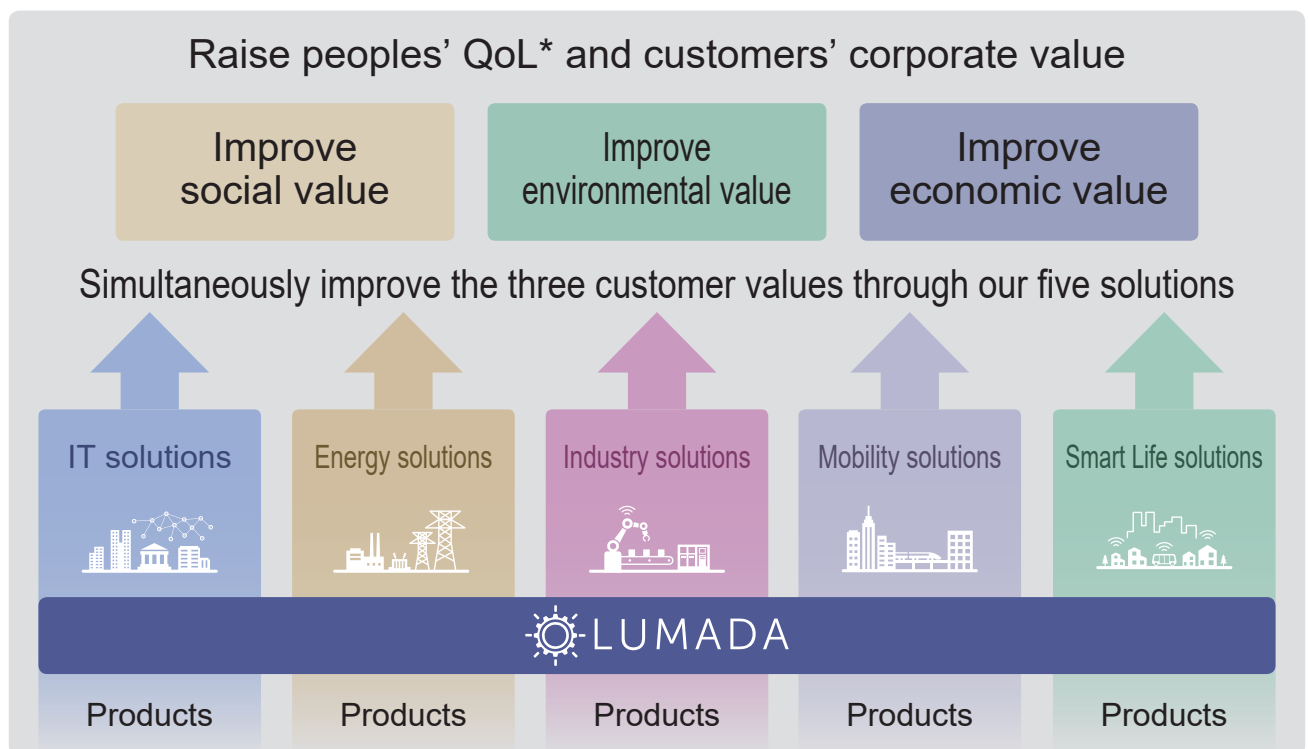 Raise peoples’ QoL* and customers’ corporate value
Improve
social value
Improve
environmental value
Improve
economic value
Simultaneously improve the three customer values through our five solutions
IT solutions
Energy solutions
Industry solutions
Mobility solutions
Smart Life solutions
LUMADA
Products
Products
Products
Products
Products